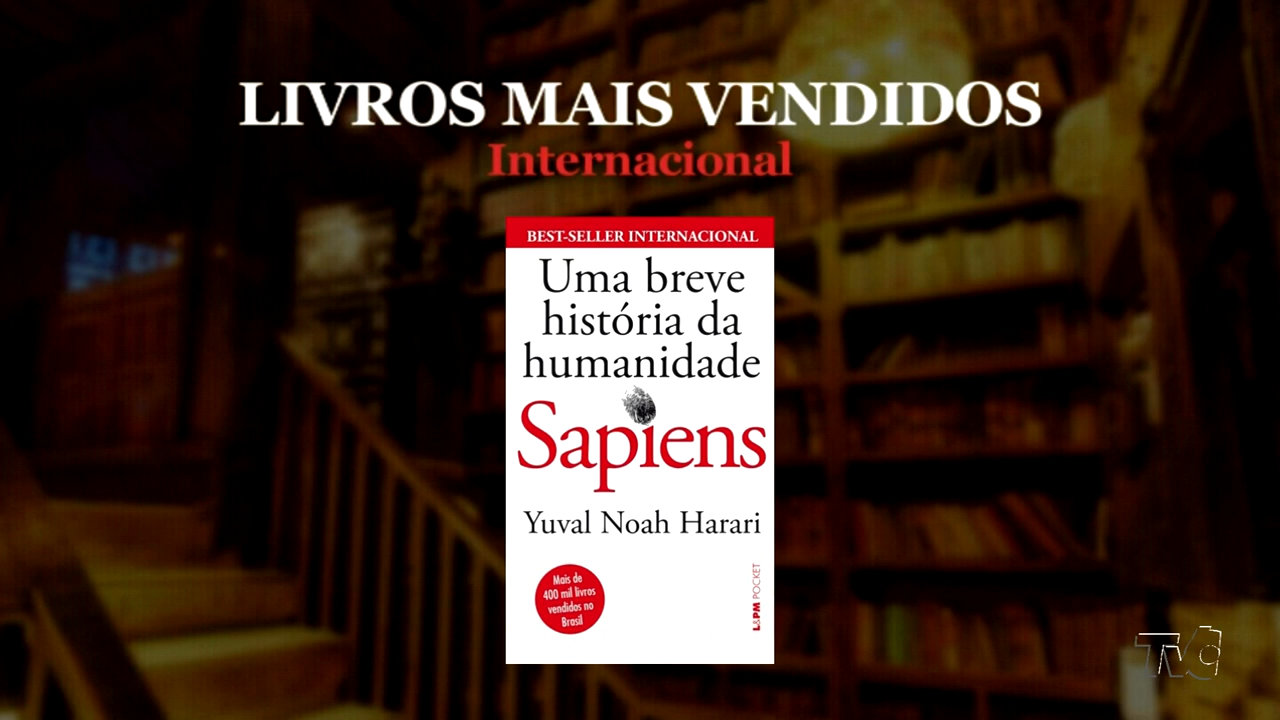 LIVROS MAIS VENDIDOS
Internacional
BEST-SELLER INTERNACIONAL
Uma breve
história da
humanidade
Sapiens
Yuval Noah Harari
Mais de
400 mil livros
vendidos no
Brasil
L&PM POCKET